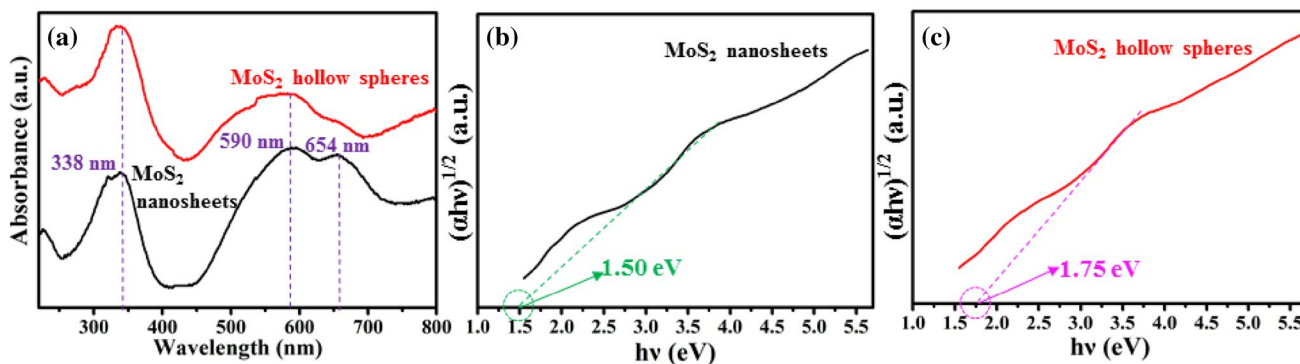 (a)
MoS₂ hollow spheres
590 nm 654 nm
338 nm
MoS₂
nanosheets
Absorbance (a.u.)
300 400 500 600 700 800
Wavelength (nm)
(b)
MoS₂ nanosheets
1.50 eV
(αhν)^1/2 (a.u.)
1.0 1.5 2.0 2.5 3.0 3.5 4.0 4.5 5.0 5.5
hν (eV)
(c)
MoS₂ hollow spheres
1.75 eV
(αhν)^1/2 (a.u.)
1.0 1.5 2.0 2.5 3.0 3.5 4.0 4.5 5.0 5.5
hν (eV)